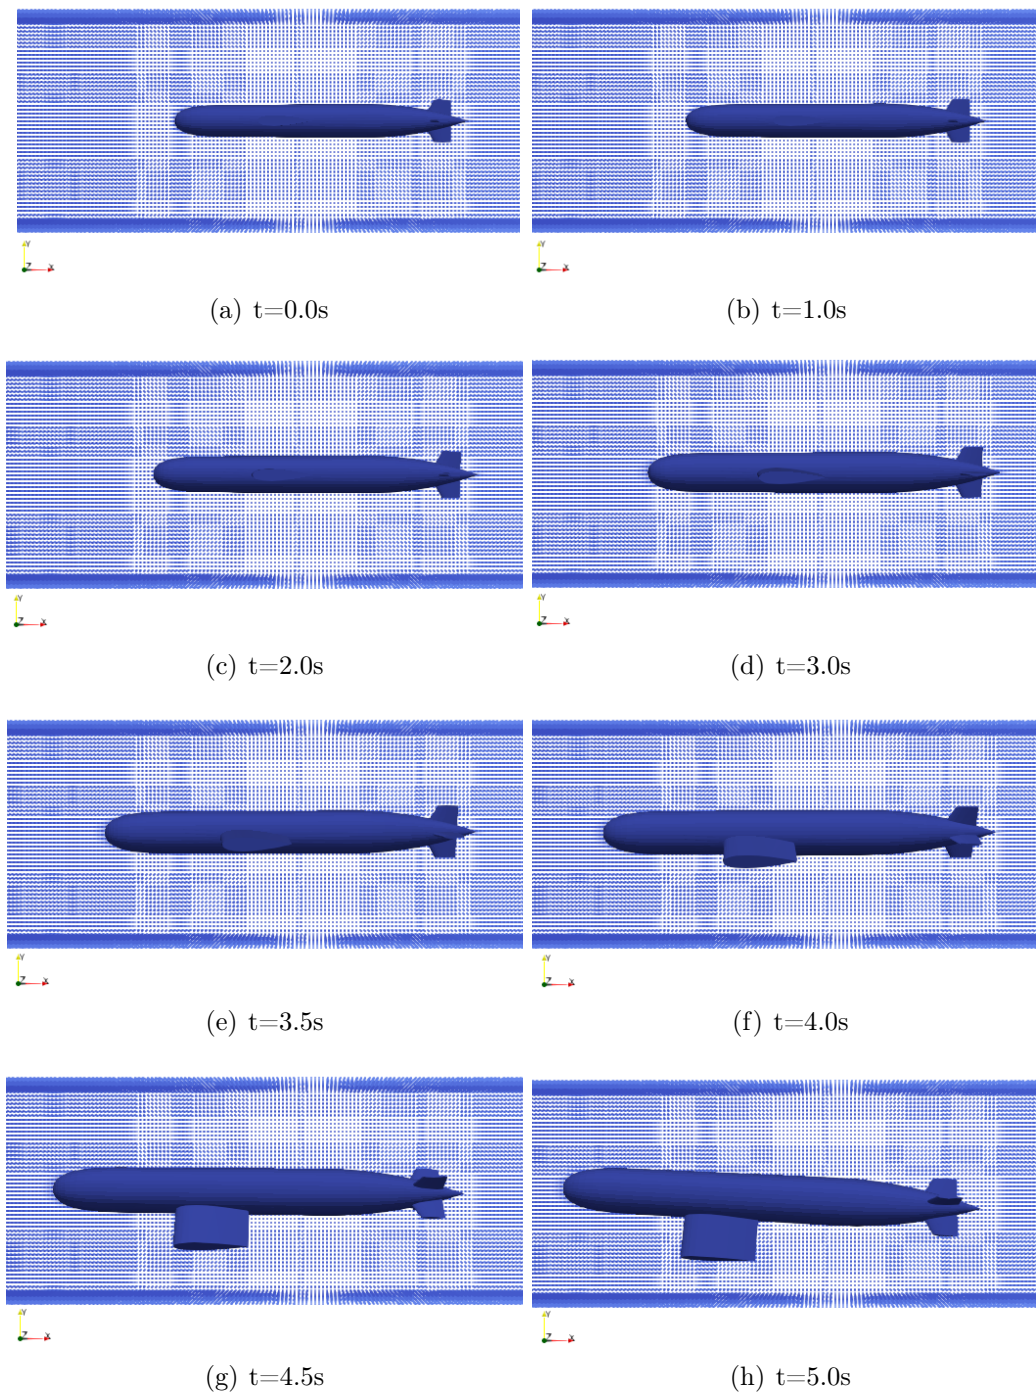 Y
Z X
Y
Z X
(a) t=0.0s
(b) t=1.0s
Y
Z X
Y
Z X
(c) t=2.0s
(d) t=3.0s
Y
Z X
Y
Z X
(e) t=3.5s
(f) t=4.0s
Y
Z X
Y
Z X
(g) t=4.5s
(h) t=5.0s